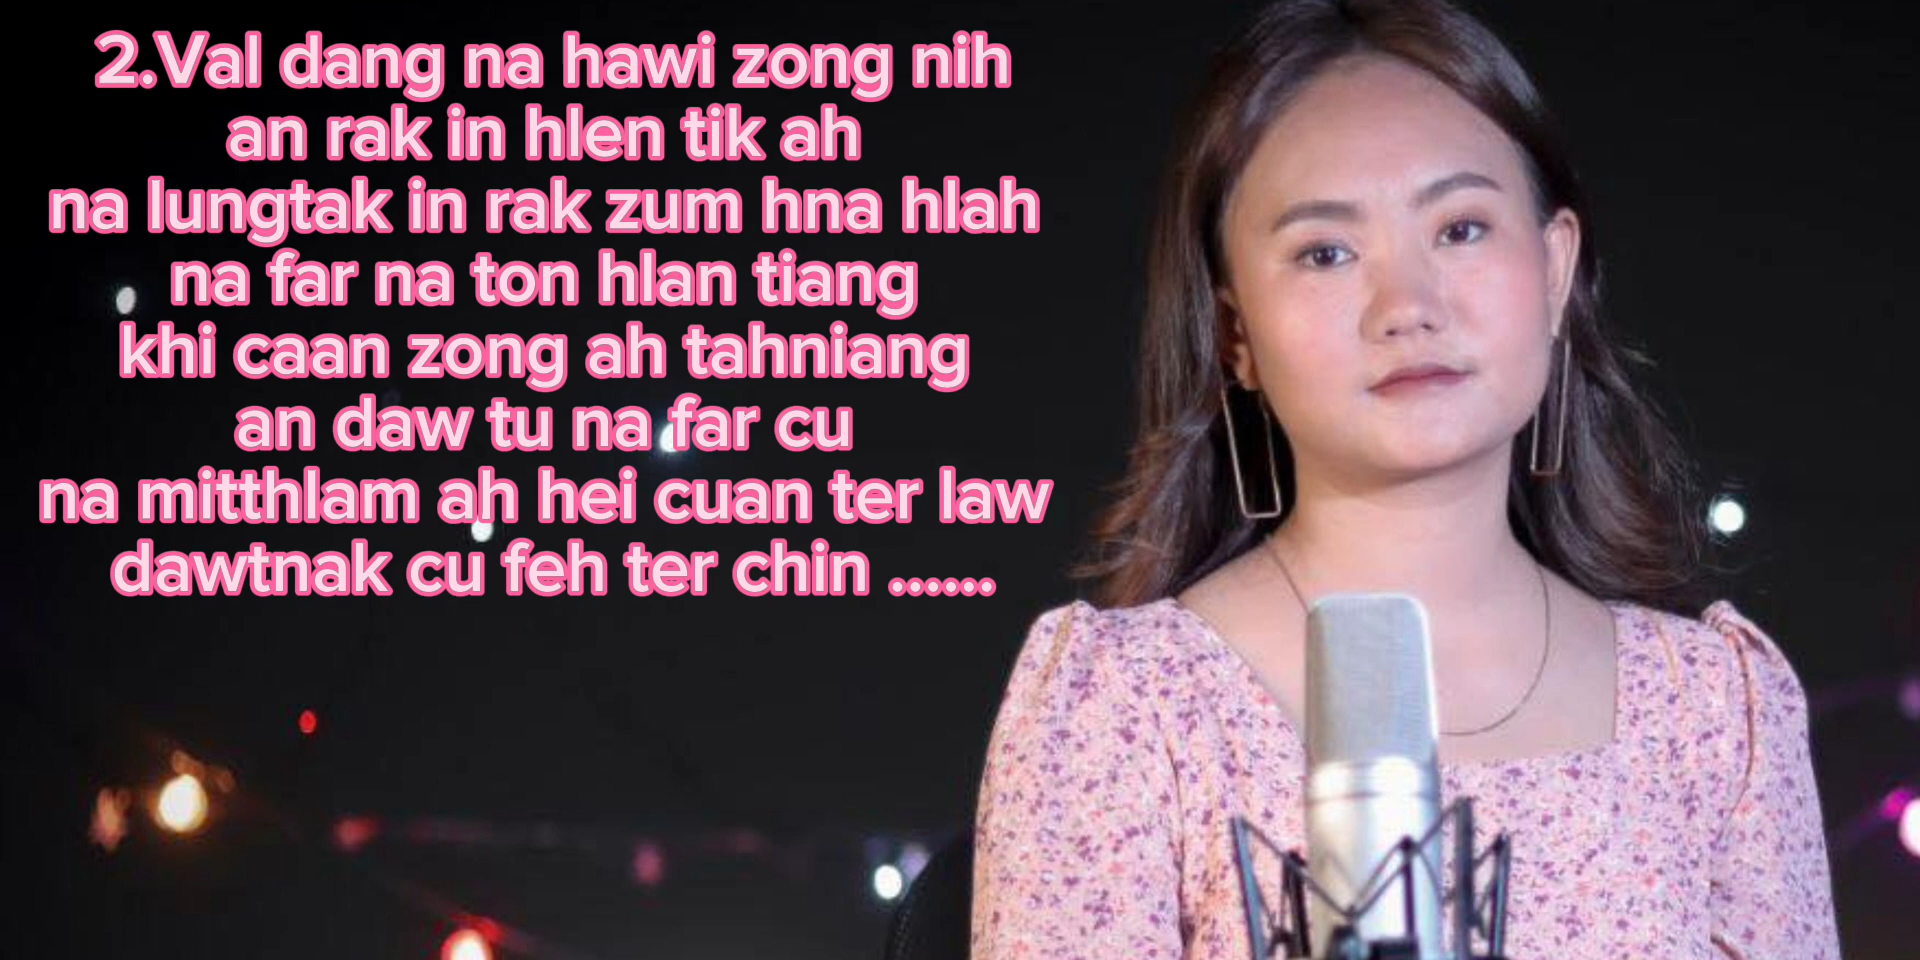 2.Val dang na hawi zong nih
an rak in hlen tik ah
na lungtak in rak zum hna hlah
na far na ton hlan tiang
khi caan zong ah tahniang
an daw tu na far cu
na mitthlam ah hei cuan ter law
dawtnak cu feh ter chin ......